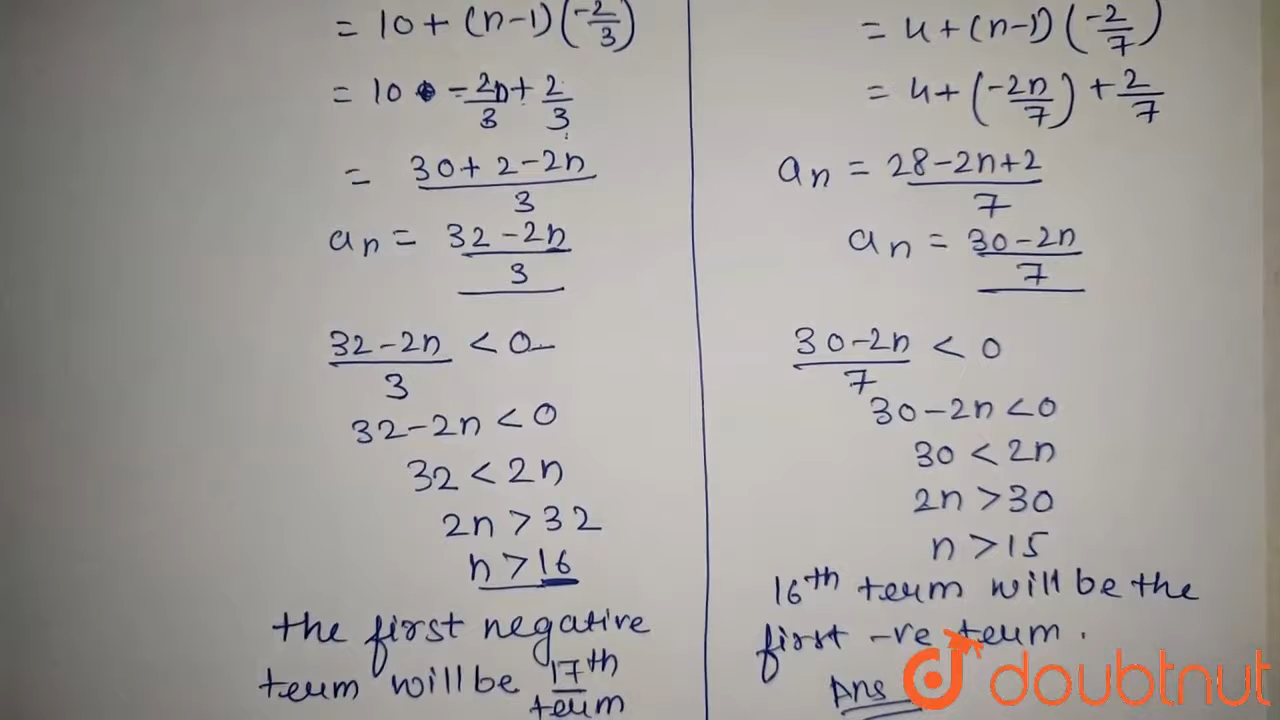 = 10 + (n-1) (-2/3)
= 10 - 2n/3 + 2/3
= 30 + 2 - 2n / 3
an = 32 - 2n / 3
32 - 2n / 3 < 0
32 - 2n < 0
32 < 2n
2n > 32
n > 16
the first negative
term will be 17th
term
= 4 + (n-1) (-2/7)
= 4 + (-2n/7) + 2/7
an = 28 - 2n + 2 / 7
an = 30 - 2n / 7
30 - 2n / 7 < 0
30 - 2n < 0
30 < 2n
2n > 30
n > 15
16th term will be the
first -ve term.
Ans
doubtnut